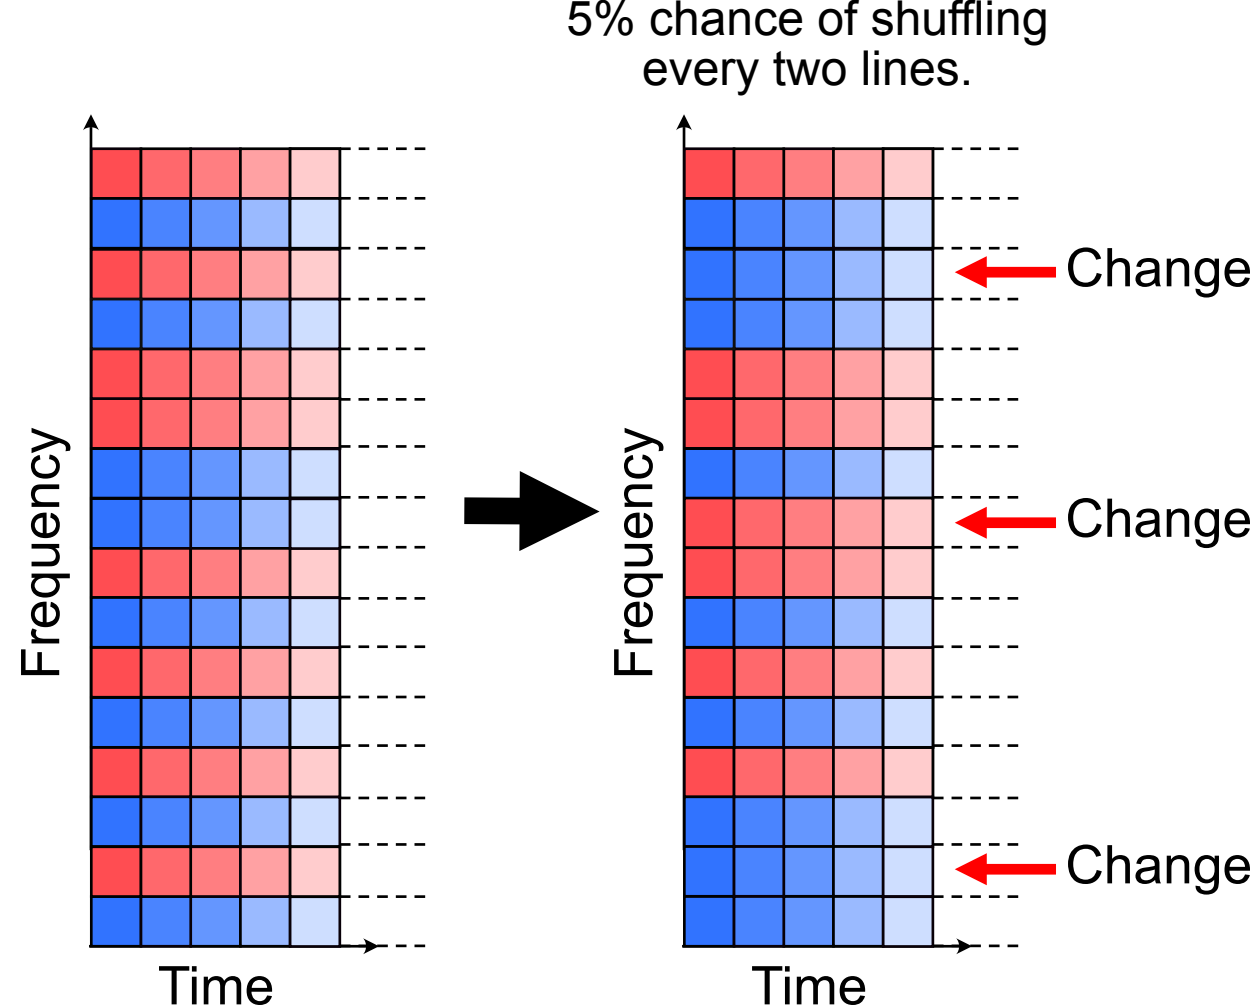 5% chance of shuffling
every two lines.
Change
Frequency
Frequency
Change
Change
Time
Time